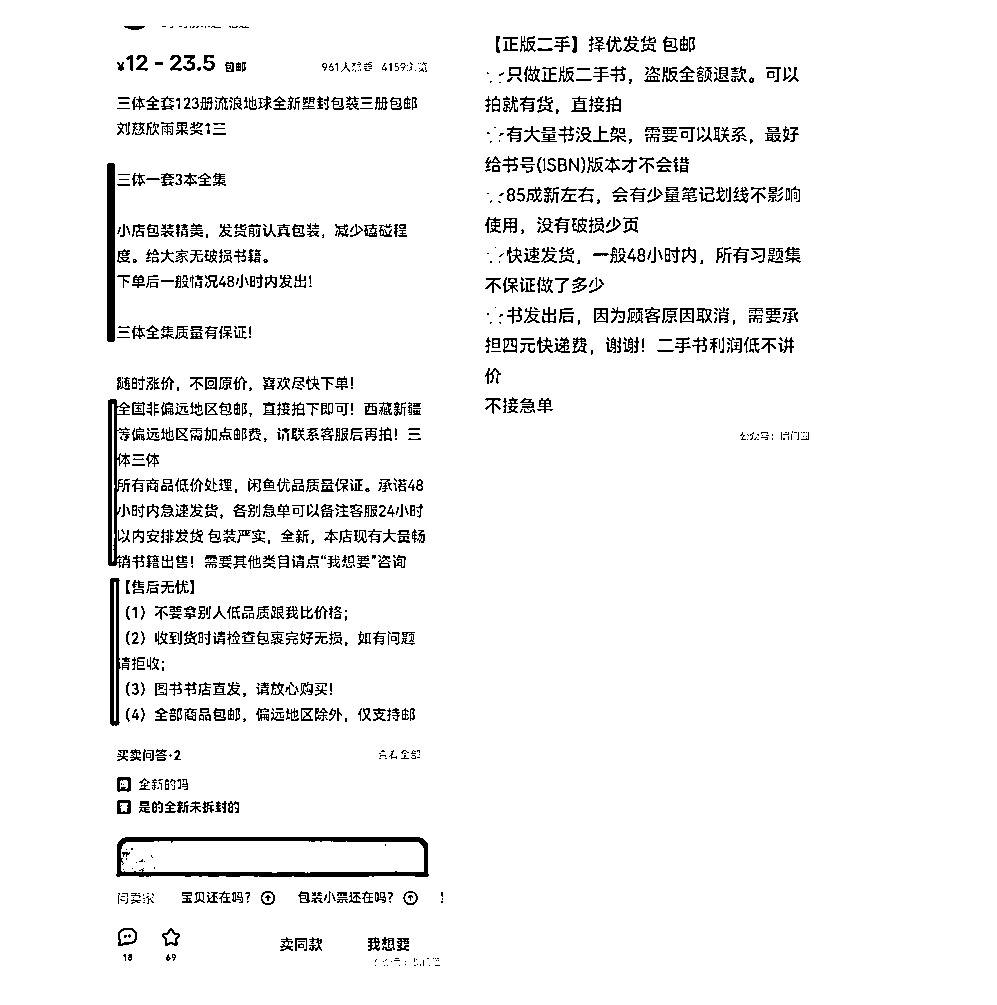 ¥12 - 23.5 包邮
961人想要 4159浏览
三体全套123册流浪地球全新塑封包装三册包邮
刘慈欣雨果奖1三
三体一套3本全集
小店包装精美，发货前认真包装，减少磕碰程
度。给大家无破损书籍。
下单后一般情况48小时内发出！
三体全集质量有保证！
随时涨价，不回原价，喜欢尽快下单！
全国非偏远地区包邮，直接拍下即可！西藏新疆
等偏远地区需加点邮费，请联系客服后再拍！三
体三体
所有商品低价处理，闲鱼优品质量保证。承诺48
小时内急速发货，各别急单可以备注客服24小时
以内安排发货 包装严实，全新，本店现有大量畅
销书籍出售！需要其他类目请点“我想要”咨询
【售后无忧】
（1）不要拿别人低品质跟我比价格；
（2）收到货时请检查包裹完好无损，如有问题
请拒收；
（3）图书书店直发，请放心购买！
（4）全部商品包邮，偏远地区除外，仅支持邮
买卖问答·2
查看全部
问 全新的吗
答 是的全新未拆封的
问卖家 宝贝还在吗？ 包装小票还在吗？
18 69 卖同款 我想要
【正版二手】择优发货 包邮
只做正版二手书，盗版全额退款。可以
拍就有货，直接拍
有大量书没上架，需要可以联系，最好
给书号(ISBN)版本才不会错
85成新左右，会有少量笔记划线不影响
使用，没有破损少页
快速发货，一般48小时内，所有习题集
不保证做了多少
书发出后，因为顾客原因取消，需要承
担四元快递费，谢谢！二手书利润低不讲
价
不接急单